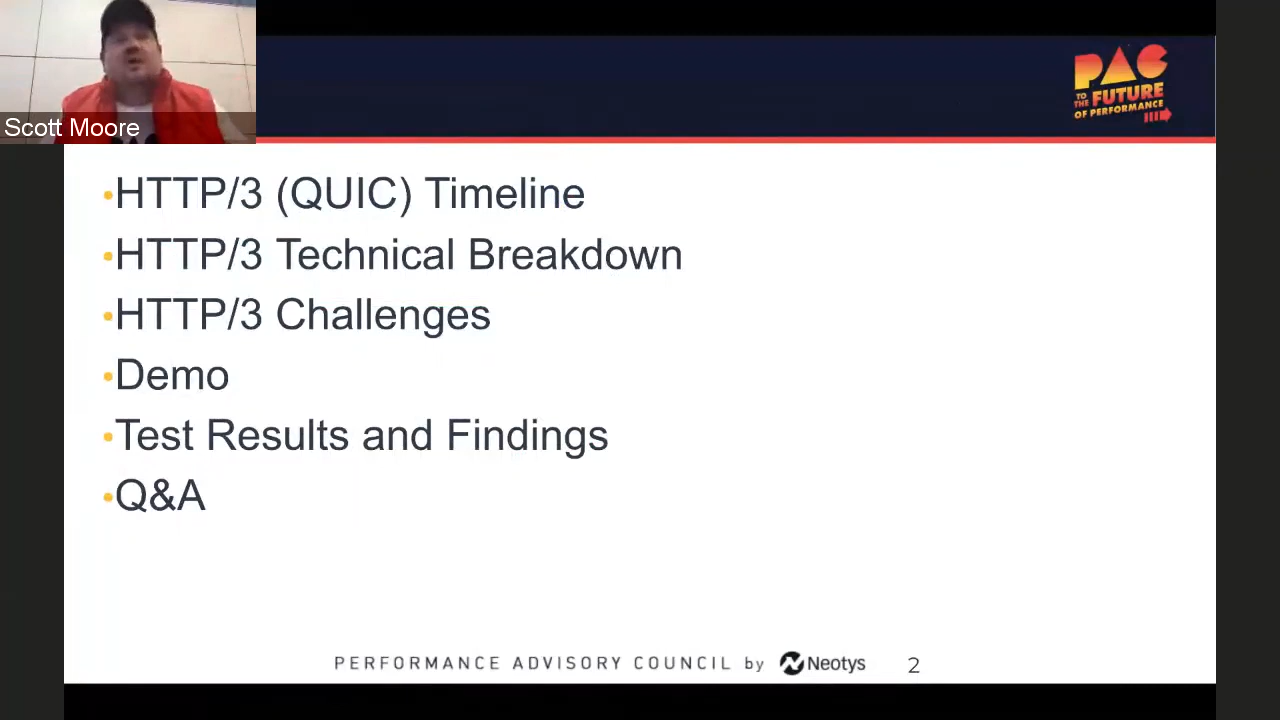 Scott Moore
PAC
TO THE FUTURE
OF PERFORMANCE
•HTTP/3 (QUIC) Timeline
•HTTP/3 Technical Breakdown
•HTTP/3 Challenges
•Demo
•Test Results and Findings
•Q&A
PERFORMANCE ADVISORY COUNCIL by Neotys 2